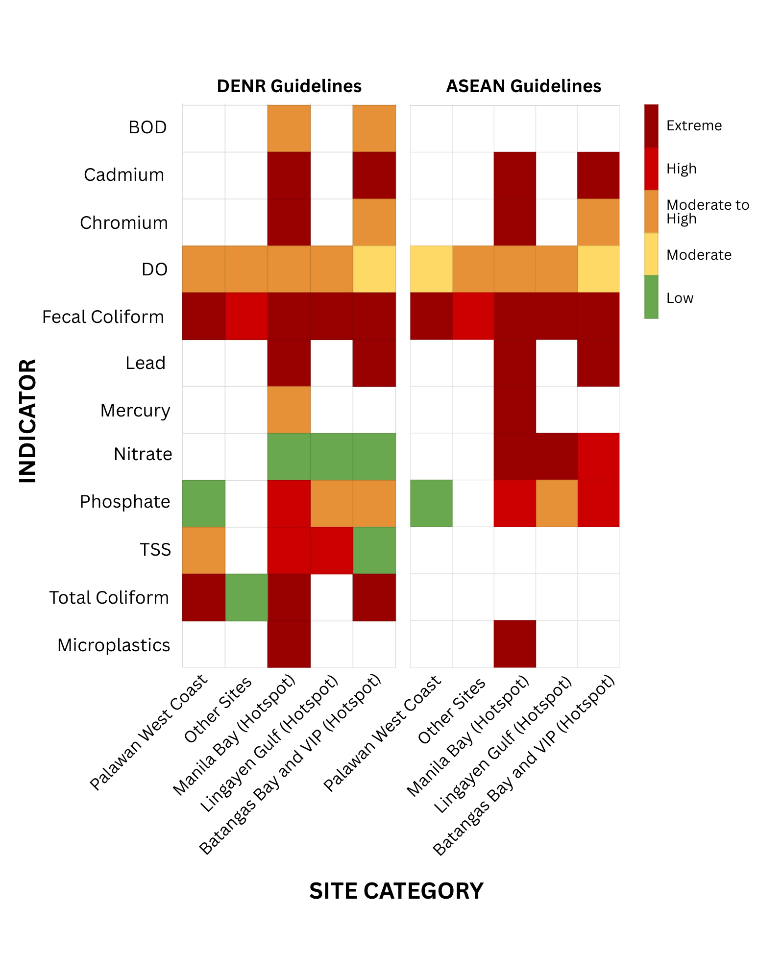 DENR Guidelines
ASEAN Guidelines
BOD
Cadmium
Chromium
DO
Fecal Coliform
Lead
Mercury
Nitrate
Phosphate
TSS
Total Coliform
Microplastics
INDICATOR
Extreme
High
Moderate to
High
Moderate
Low
Palawan West Coast
Other Sites
Manila Bay (Hotspot)
Lingayen Gulf (Hotspot)
Batangas Bay and VIP (Hotspot)
Palawan West Coast
Other Sites
Manila Bay (Hotspot)
Lingayen Gulf (Hotspot)
Batangas Bay and VIP (Hotspot)
SITE CATEGORY